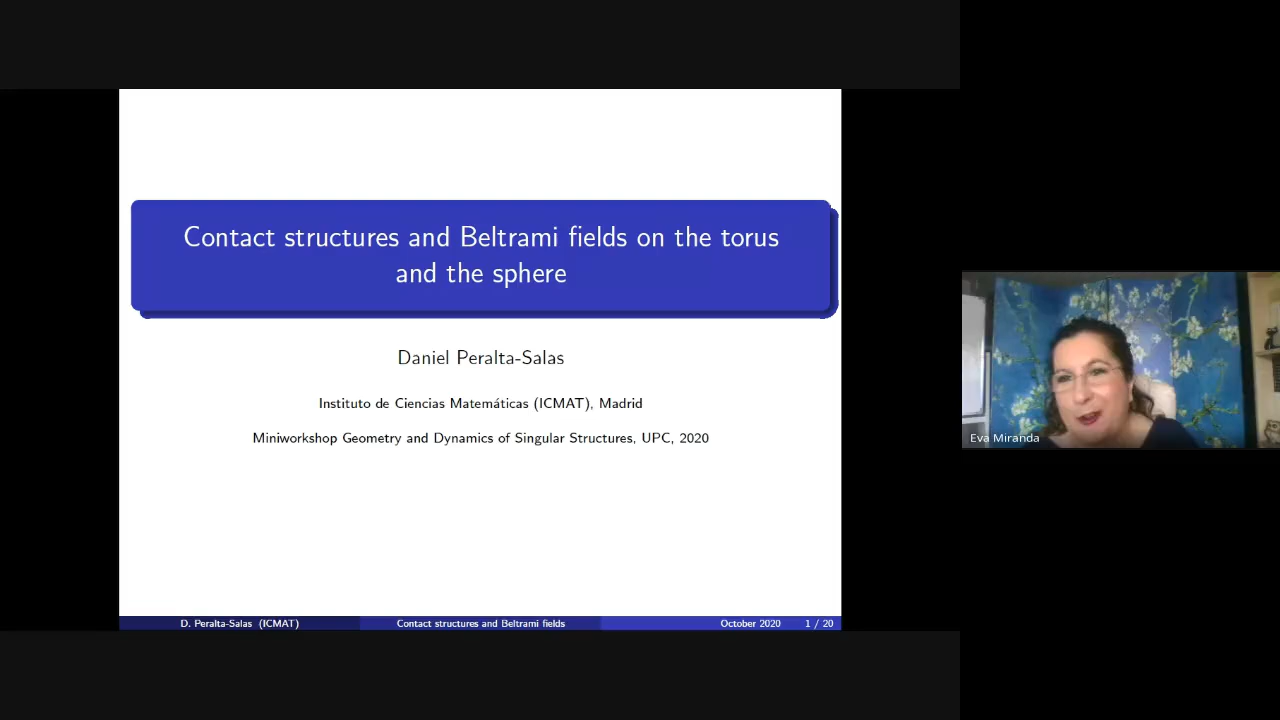 Contact structures and Beltrami fields on the torus
and the sphere
Daniel Peralta-Salas
Instituto de Ciencias Matemáticas (ICMAT), Madrid
Miniworkshop Geometry and Dynamics of Singular Structures, UPC, 2020
D. Peralta-Salas (ICMAT)
Contact structures and Beltrami fields
October 2020
1 / 20
Eva Miranda